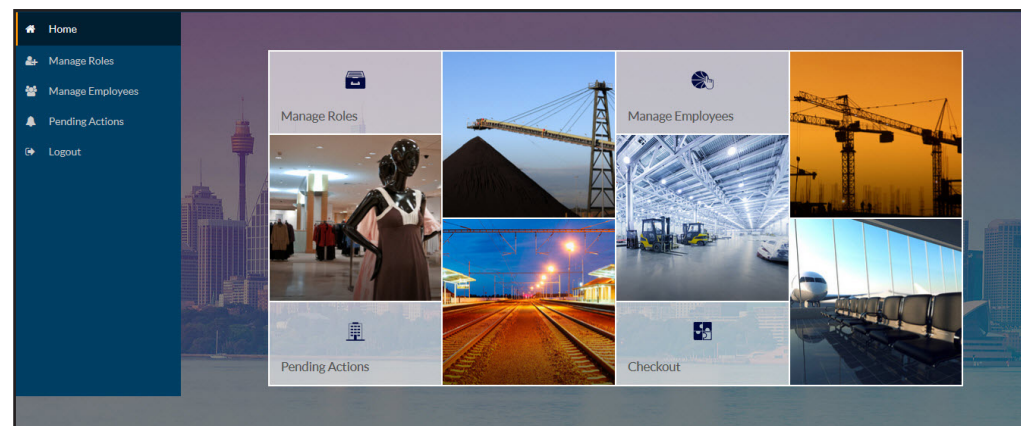 Home
Manage Roles
Manage Employees
Pending Actions
Logout
Manage Roles
Manage Employees
Pending Actions
Checkout